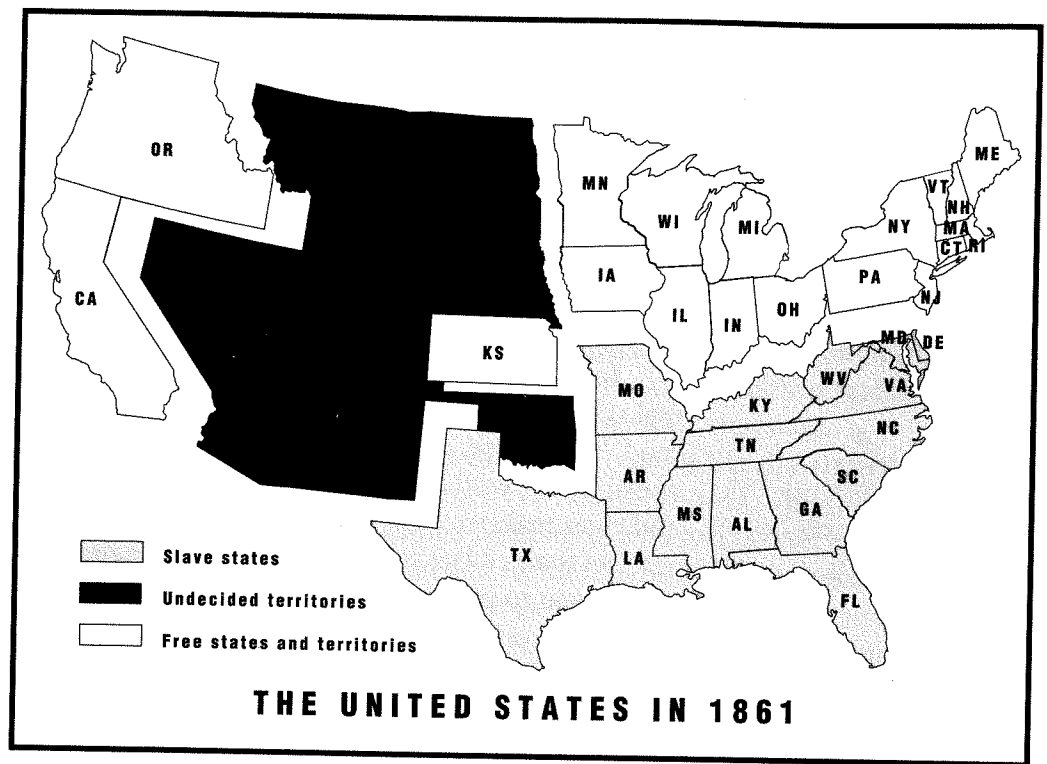 OR
MN
ME
VT
NH
WI
MI
NY
MA
CT
RI
IA
PA
CA
IL
IN
OH
NJ
KS
MD
DE
MO
WV
VA
KY
NC
TN
AR
SC
MS
AL
GA
TX
LA
FL
Slave states
Undecided territories
Free states and territories
THE UNITED STATES IN 1861